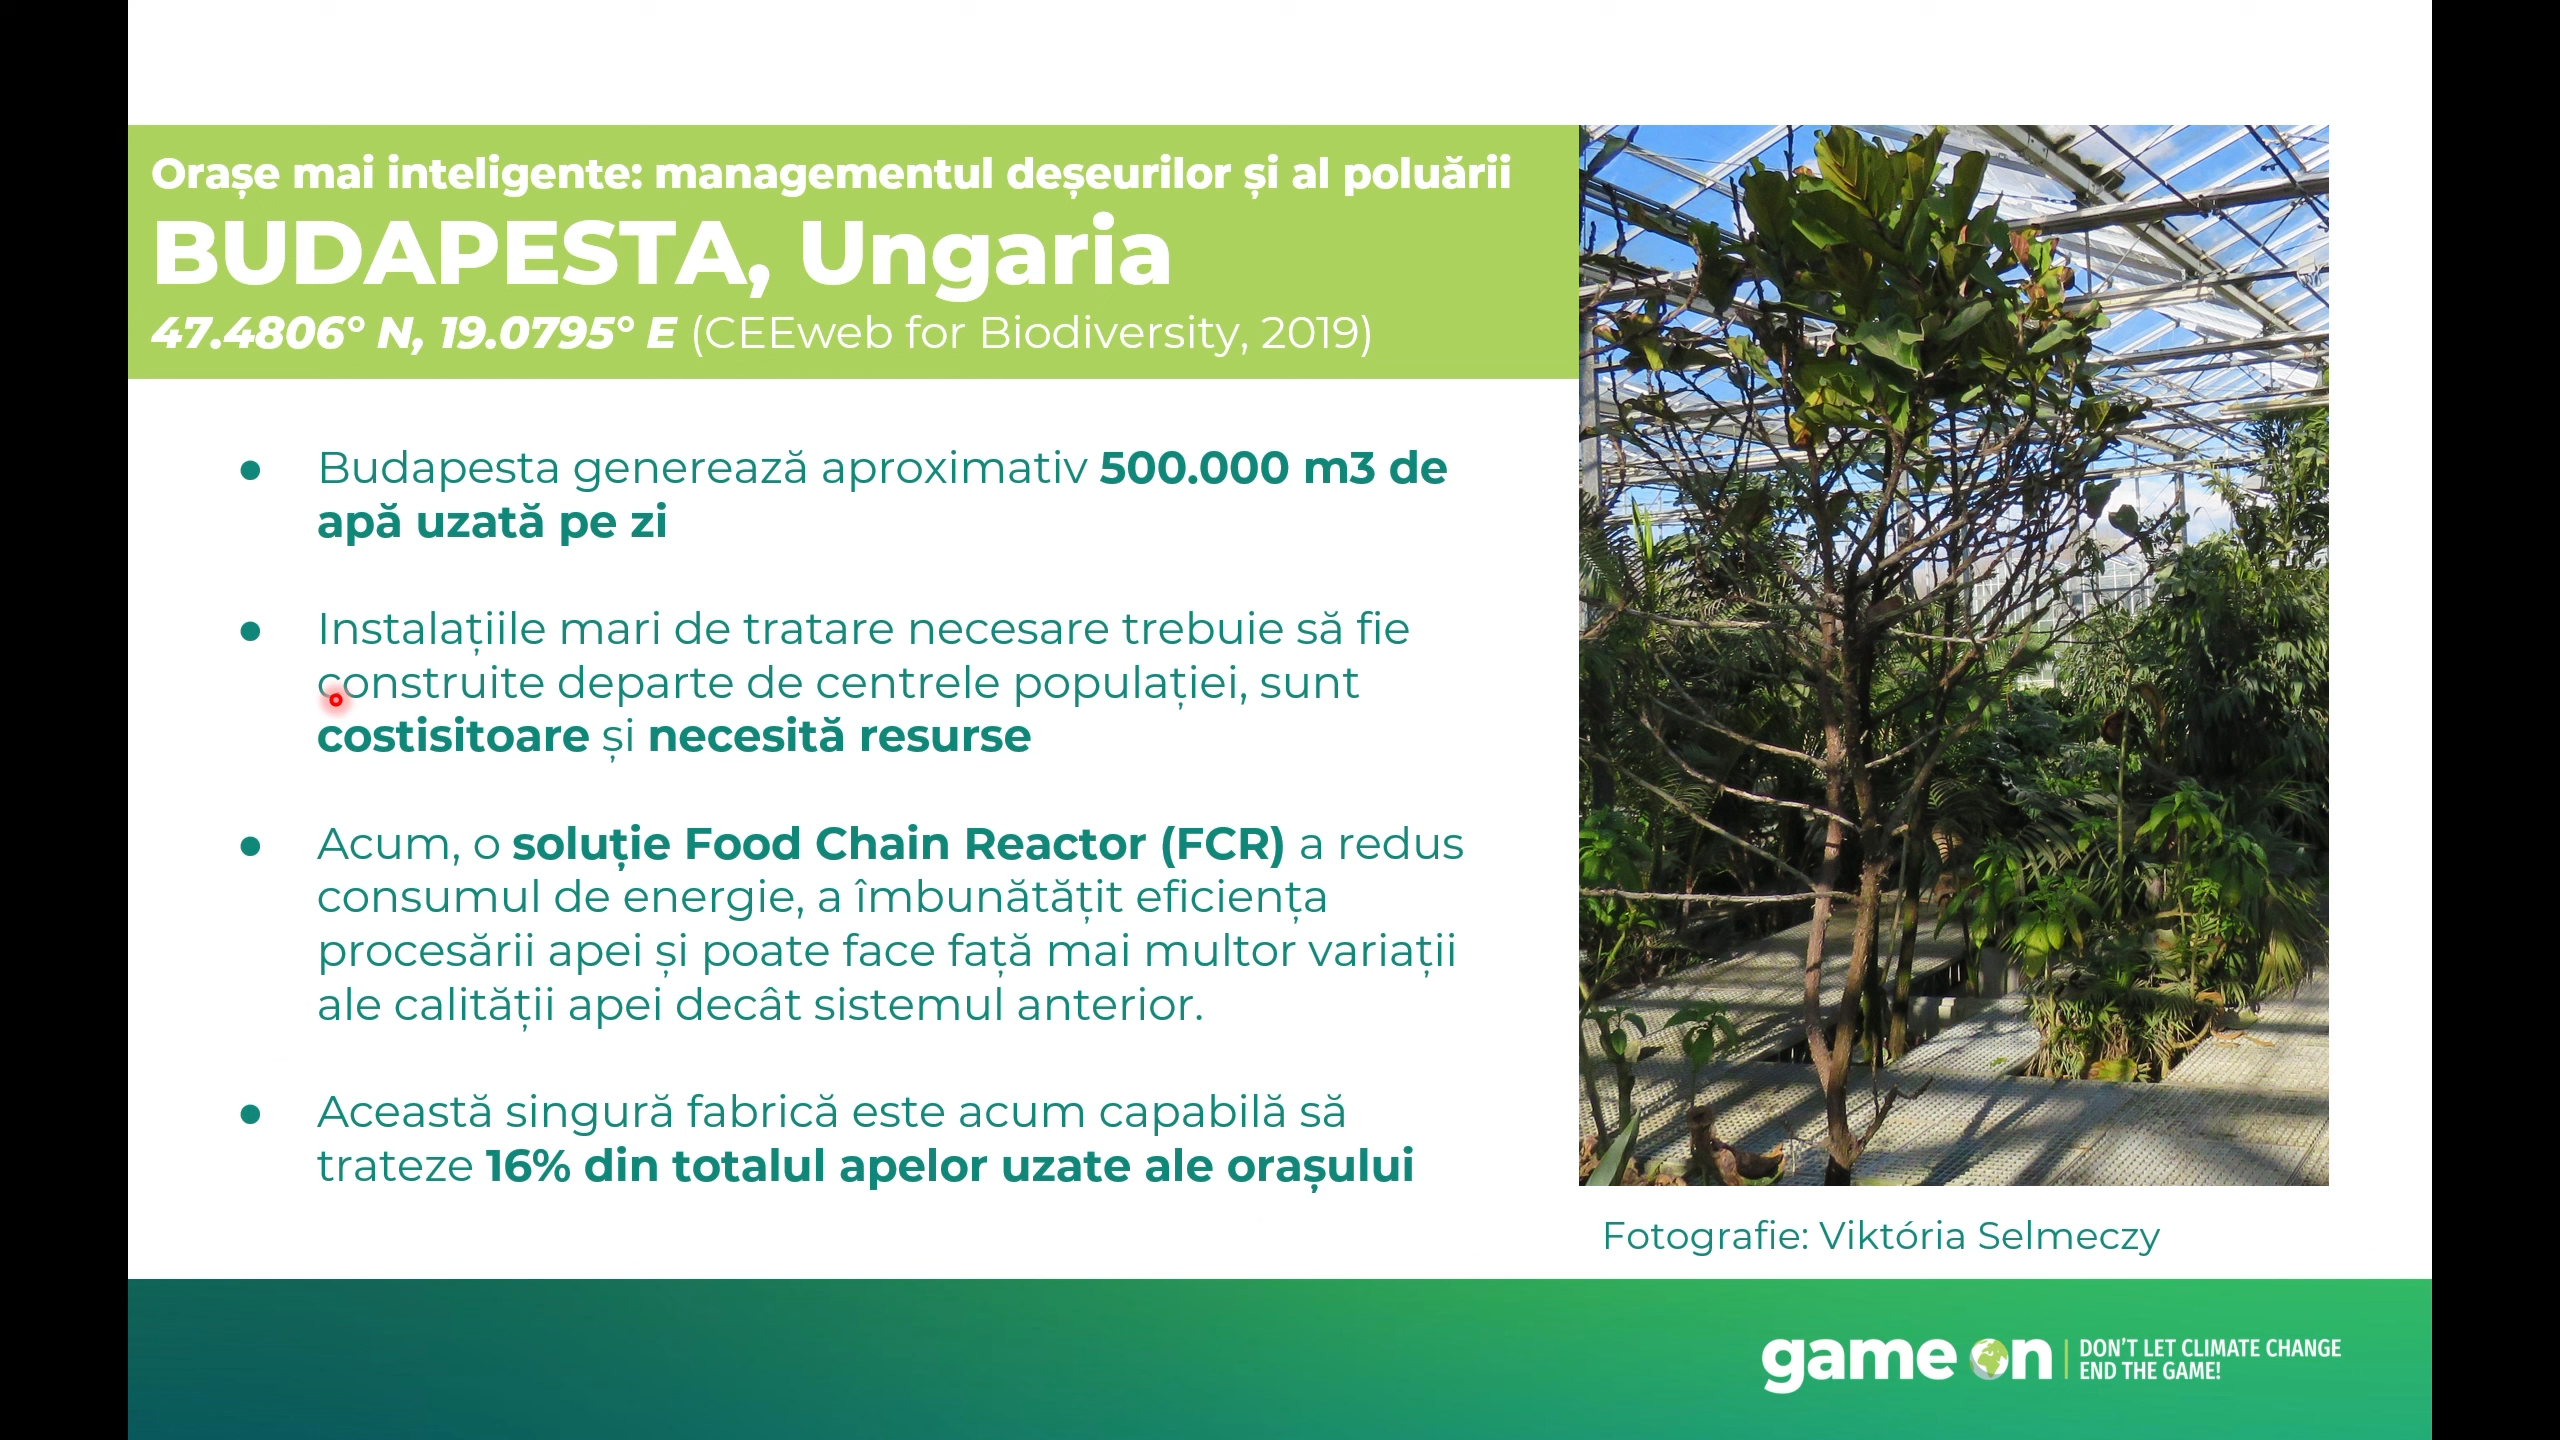 Orașe mai inteligente: managementul deșeurilor și al poluării
BUDAPESTA, Ungaria
47.4806° N, 19.0795° E (CEEweb for Biodiversity, 2019)
● Budapesta generează aproximativ 500.000 m3 de
apă uzată pe zi
● Instalațiile mari de tratare necesare trebuie să fie
construite departe de centrele populației, sunt
costisitoare și necesită resurse
● Acum, o soluție Food Chain Reactor (FCR) a redus
consumul de energie, a îmbunătățit eficiența
procesării apei și poate face față mai multor variații
ale calității apei decât sistemul anterior.
● Această singură fabrică este acum capabilă să
trateze 16% din totalul apelor uzate ale orașului
Fotografie: Viktória Selmeczy
game on
DON'T LET CLIMATE CHANGE
END THE GAME!